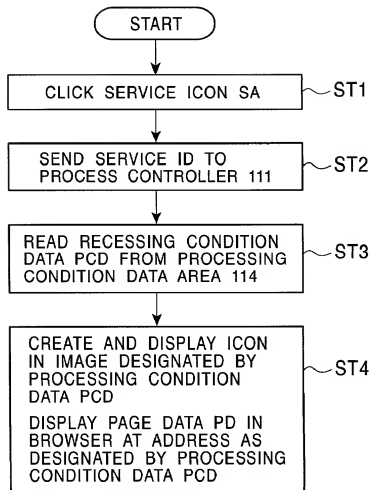 START
CLICK SERVICE ICON SA
ST1
SEND SERVICE ID TO
PROCESS CONTROLLER 111
ST2
READ RECESSING CONDITION
DATA PCD FROM PROCESSING
CONDITION DATA AREA 114
ST3
CREATE AND DISPLAY ICON
IN IMAGE DESIGNATED BY
PROCESSING CONDITION
DATA PCD
DISPLAY PAGE DATA PD IN
BROWSER AT ADDRESS AS
DESIGNATED BY PROCESSING
CONDITION DATA PCD
ST4